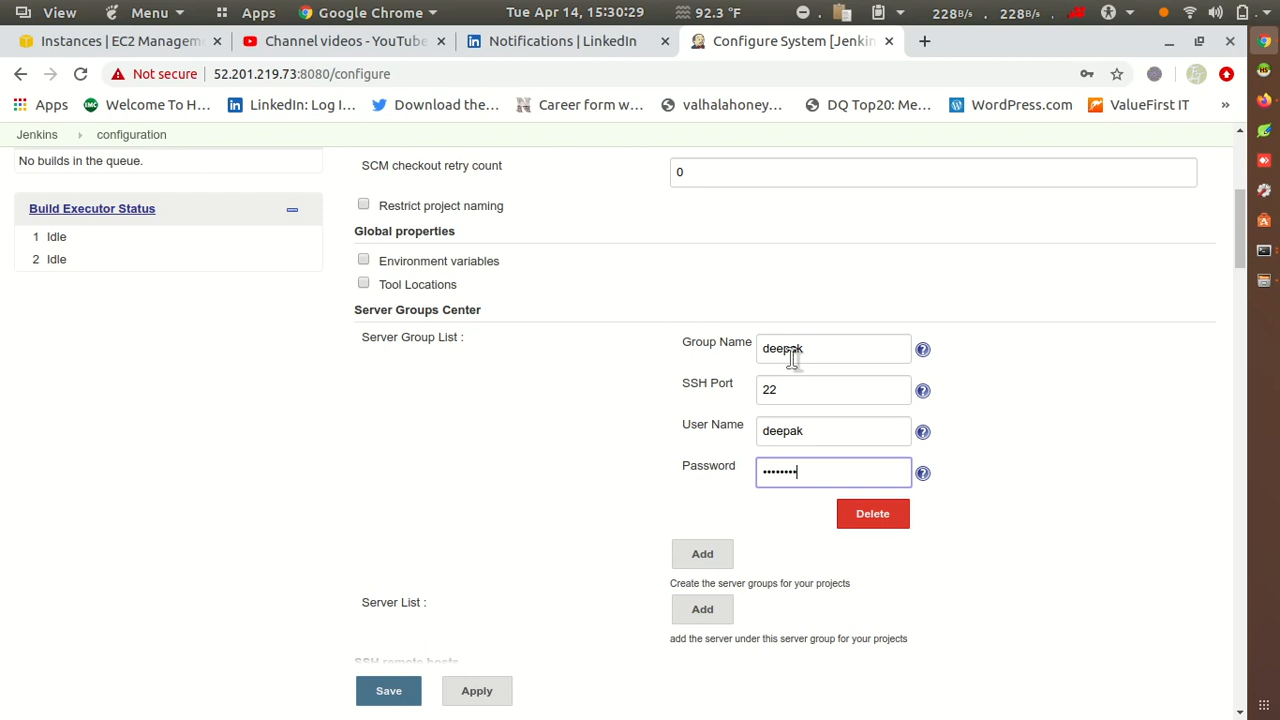 View Menu Apps Google Chrome Tue Apr 14, 15:30:29 92.3 °F 228B/s 228B/s
Instances | EC2 Managem Channel videos - YouTube Notifications | LinkedIn Configure System [Jenkin
Not secure 52.201.219.73:8080/configure
Apps Welcome To H... LinkedIn: Log I... Download the... Career form w... valhalahoney... DQ Top20: Me... WordPress.com ValueFirst IT »
Jenkins configuration
No builds in the queue.
SCM checkout retry count 0
Build Executor Status
Restrict project naming
1 Idle
Global properties
2 Idle
Environment variables
Tool Locations
Server Groups Center
Server Group List :
Group Name deepak
SSH Port 22
User Name deepak
Password ••••••••
Delete
Add
Create the server groups for your projects
Server List : Add
add the server under this server group for your projects
SSH remote hosts
Save Apply